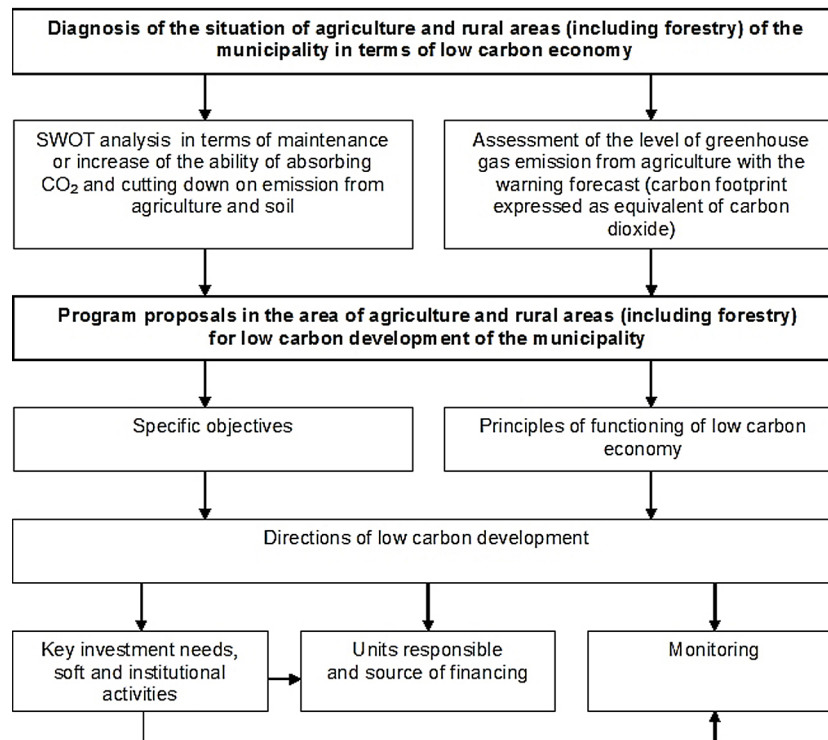 Diagnosis of the situation of agriculture and rural areas (including forestry) of the
municipality in terms of low carbon economy
SWOT analysis in terms of maintenance
or increase of the ability of absorbing
CO₂ and cutting down on emission from
agriculture and soil
Assessment of the level of greenhouse
gas emission from agriculture with the
warning forecast (carbon footprint
expressed as equivalent of carbon
dioxide)
Program proposals in the area of agriculture and rural areas (including forestry)
for low carbon development of the municipality
Specific objectives
Principles of functioning of low carbon
economy
Directions of low carbon development
Key investment needs,
soft and institutional
activities
Units responsible
and source of financing
Monitoring